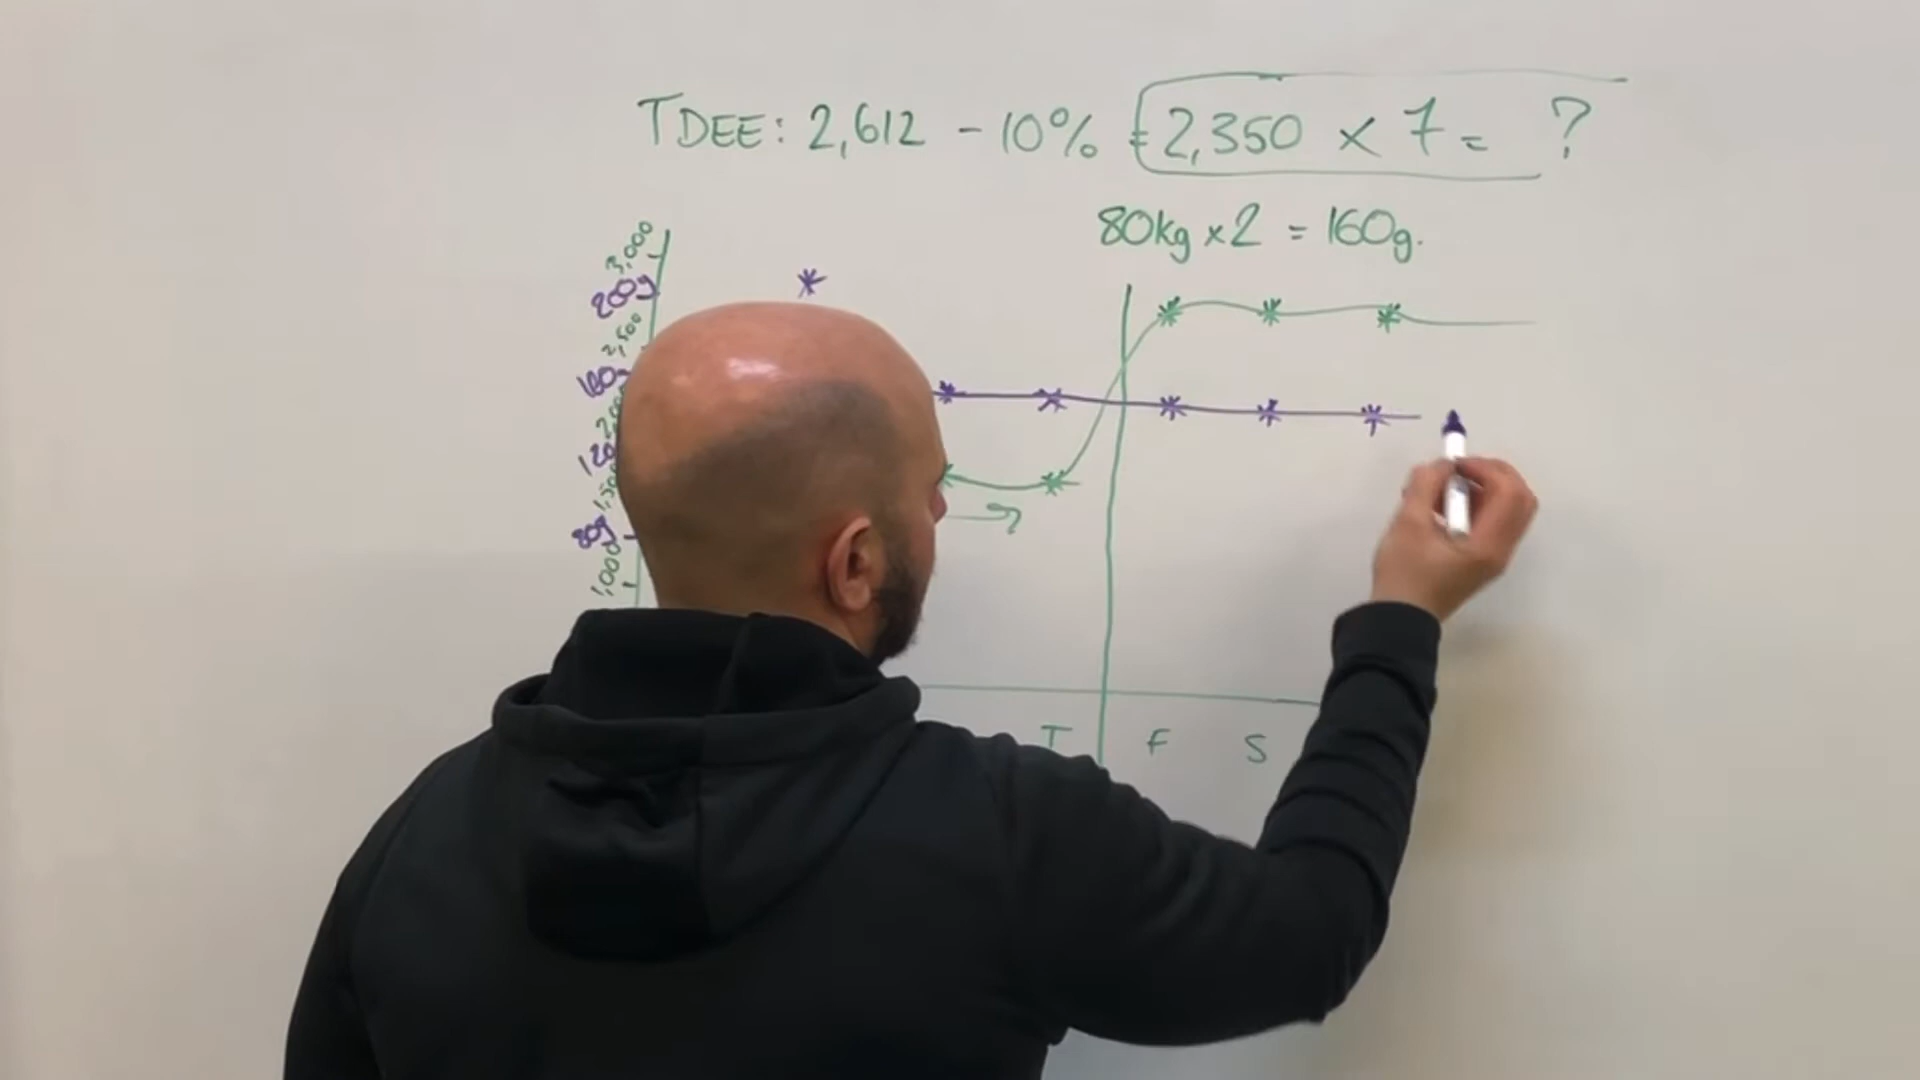 TDEE: 2,612 - 10% = 2,350 x 7 = ?
80kg x 2 = 160g.
3,000
200g
2,500
160g
120
80g
1,000
T F S